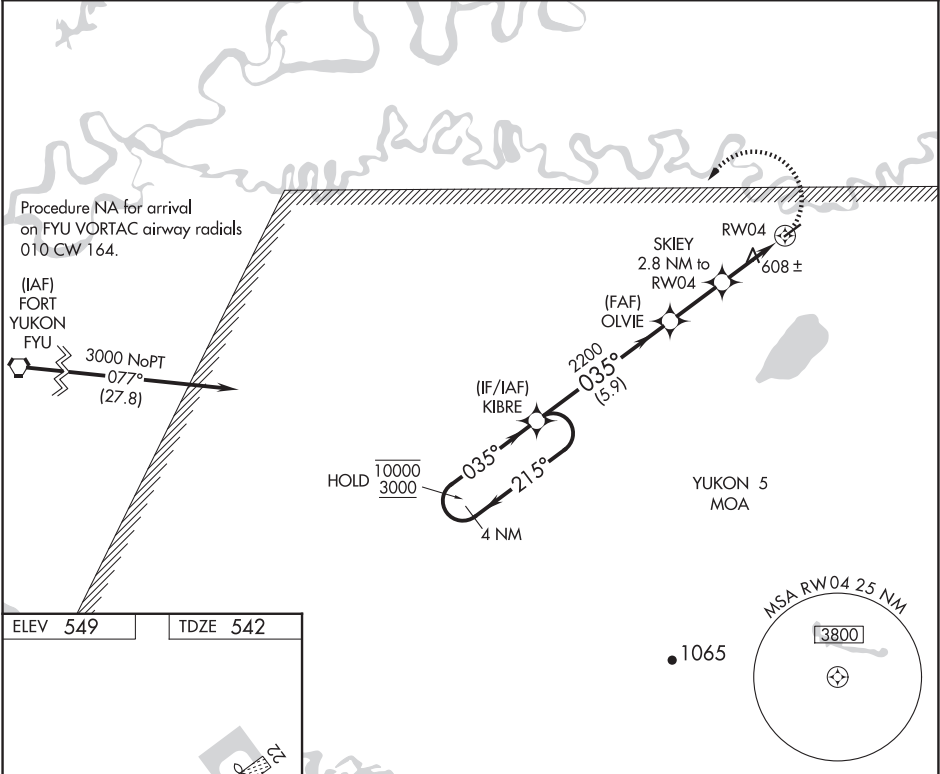 Procedure NA for arrival
on FYU VORTAC airway radials
010 CW 164.
(IAF)
FORT
YUKON
FYU
3000 NoPT
077°
(27.8)
RW04
SKIEY
2.8 NM to
RW04
608 ±
(FAF)
OLVIE
2200
035°
(5.9)
(IF/IAF)
KIBRE
035°
215°
HOLD
10000
3000
4 NM
YUKON 5
MOA
MSA RW04 25 NM
3800
1065
ELEV 549
TDZE 542
22